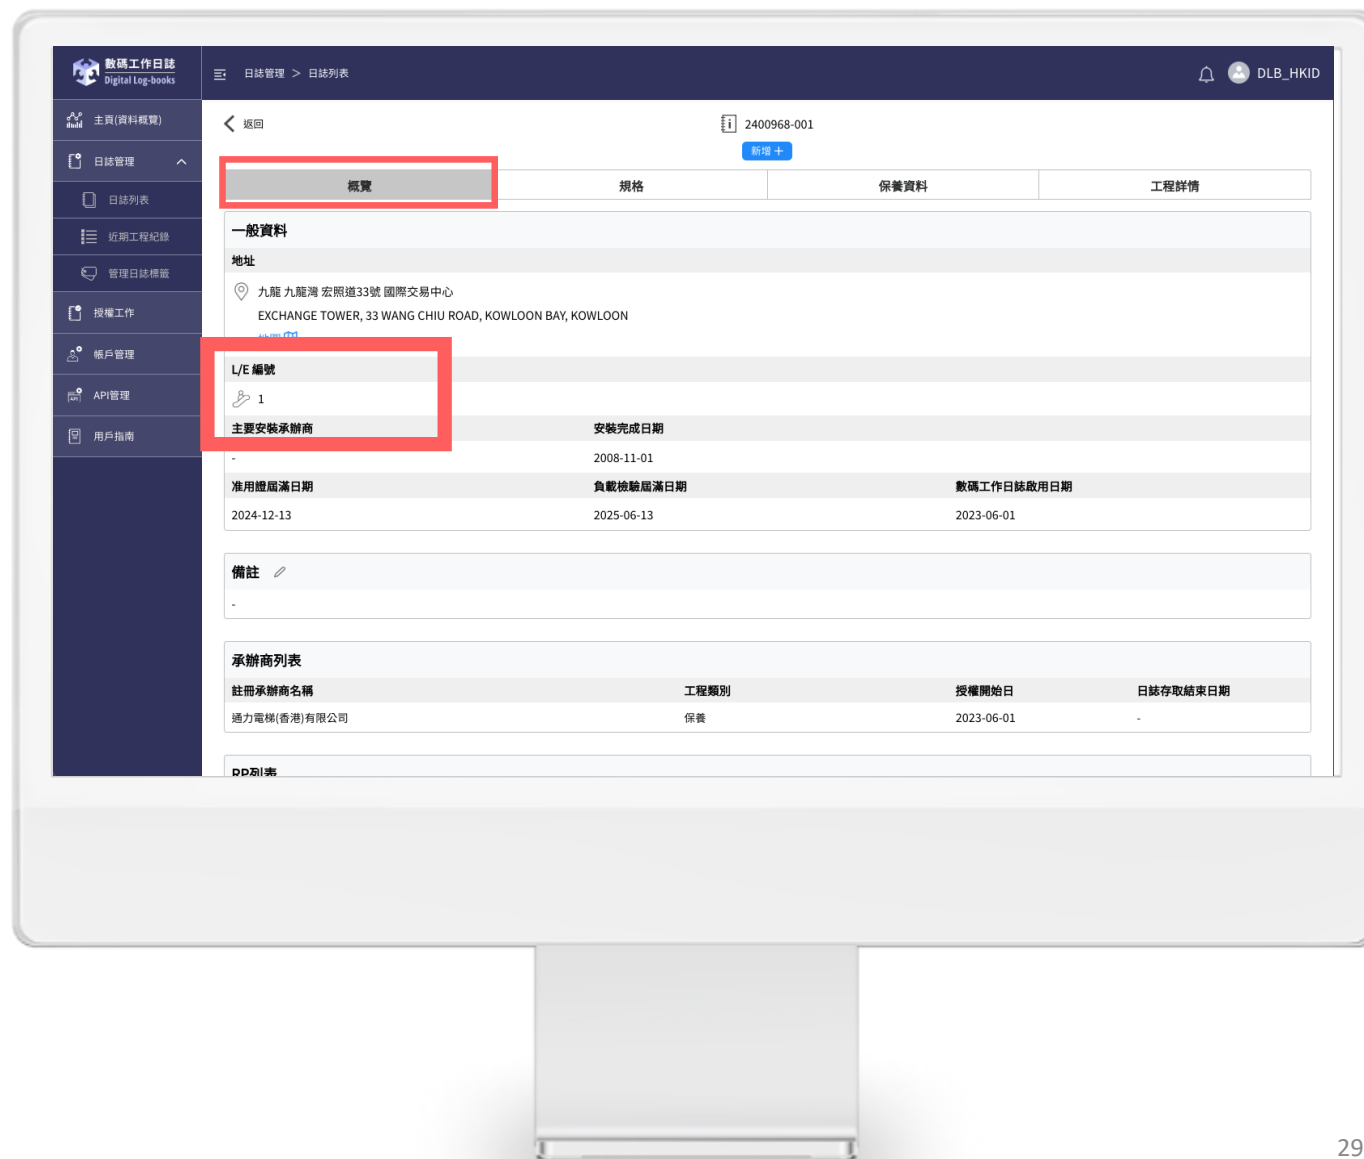 數碼工作日誌
Digital Log-books
日誌管理 > 日誌列表
DLB_HKID
主頁(資料概覽)
日誌管理
日誌列表
近期工程紀錄
管理日誌標籤
授權工作
帳戶管理
API管理
用戶指南
返回
2400968-001
新增 +
概覽 規格 保養資料 工程詳情
一般資料
地址
九龍 九龍灣 宏照道33號 國際交易中心
EXCHANGE TOWER, 33 WANG CHIU ROAD, KOWLOON BAY, KOWLOON
L/E 編號
1
主要安裝承辦商 安裝完成日期
- 2008-11-01
准用證屆滿日期 負載檢驗屆滿日期 數碼工作日誌啟用日期
2024-12-13 2025-06-13 2023-06-01
備註
-
承辦商列表
註冊承辦商名稱 工程類別 授權開始日 日誌存取結束日期
通力電梯(香港)有限公司 保養 2023-06-01 -
RP列表
29